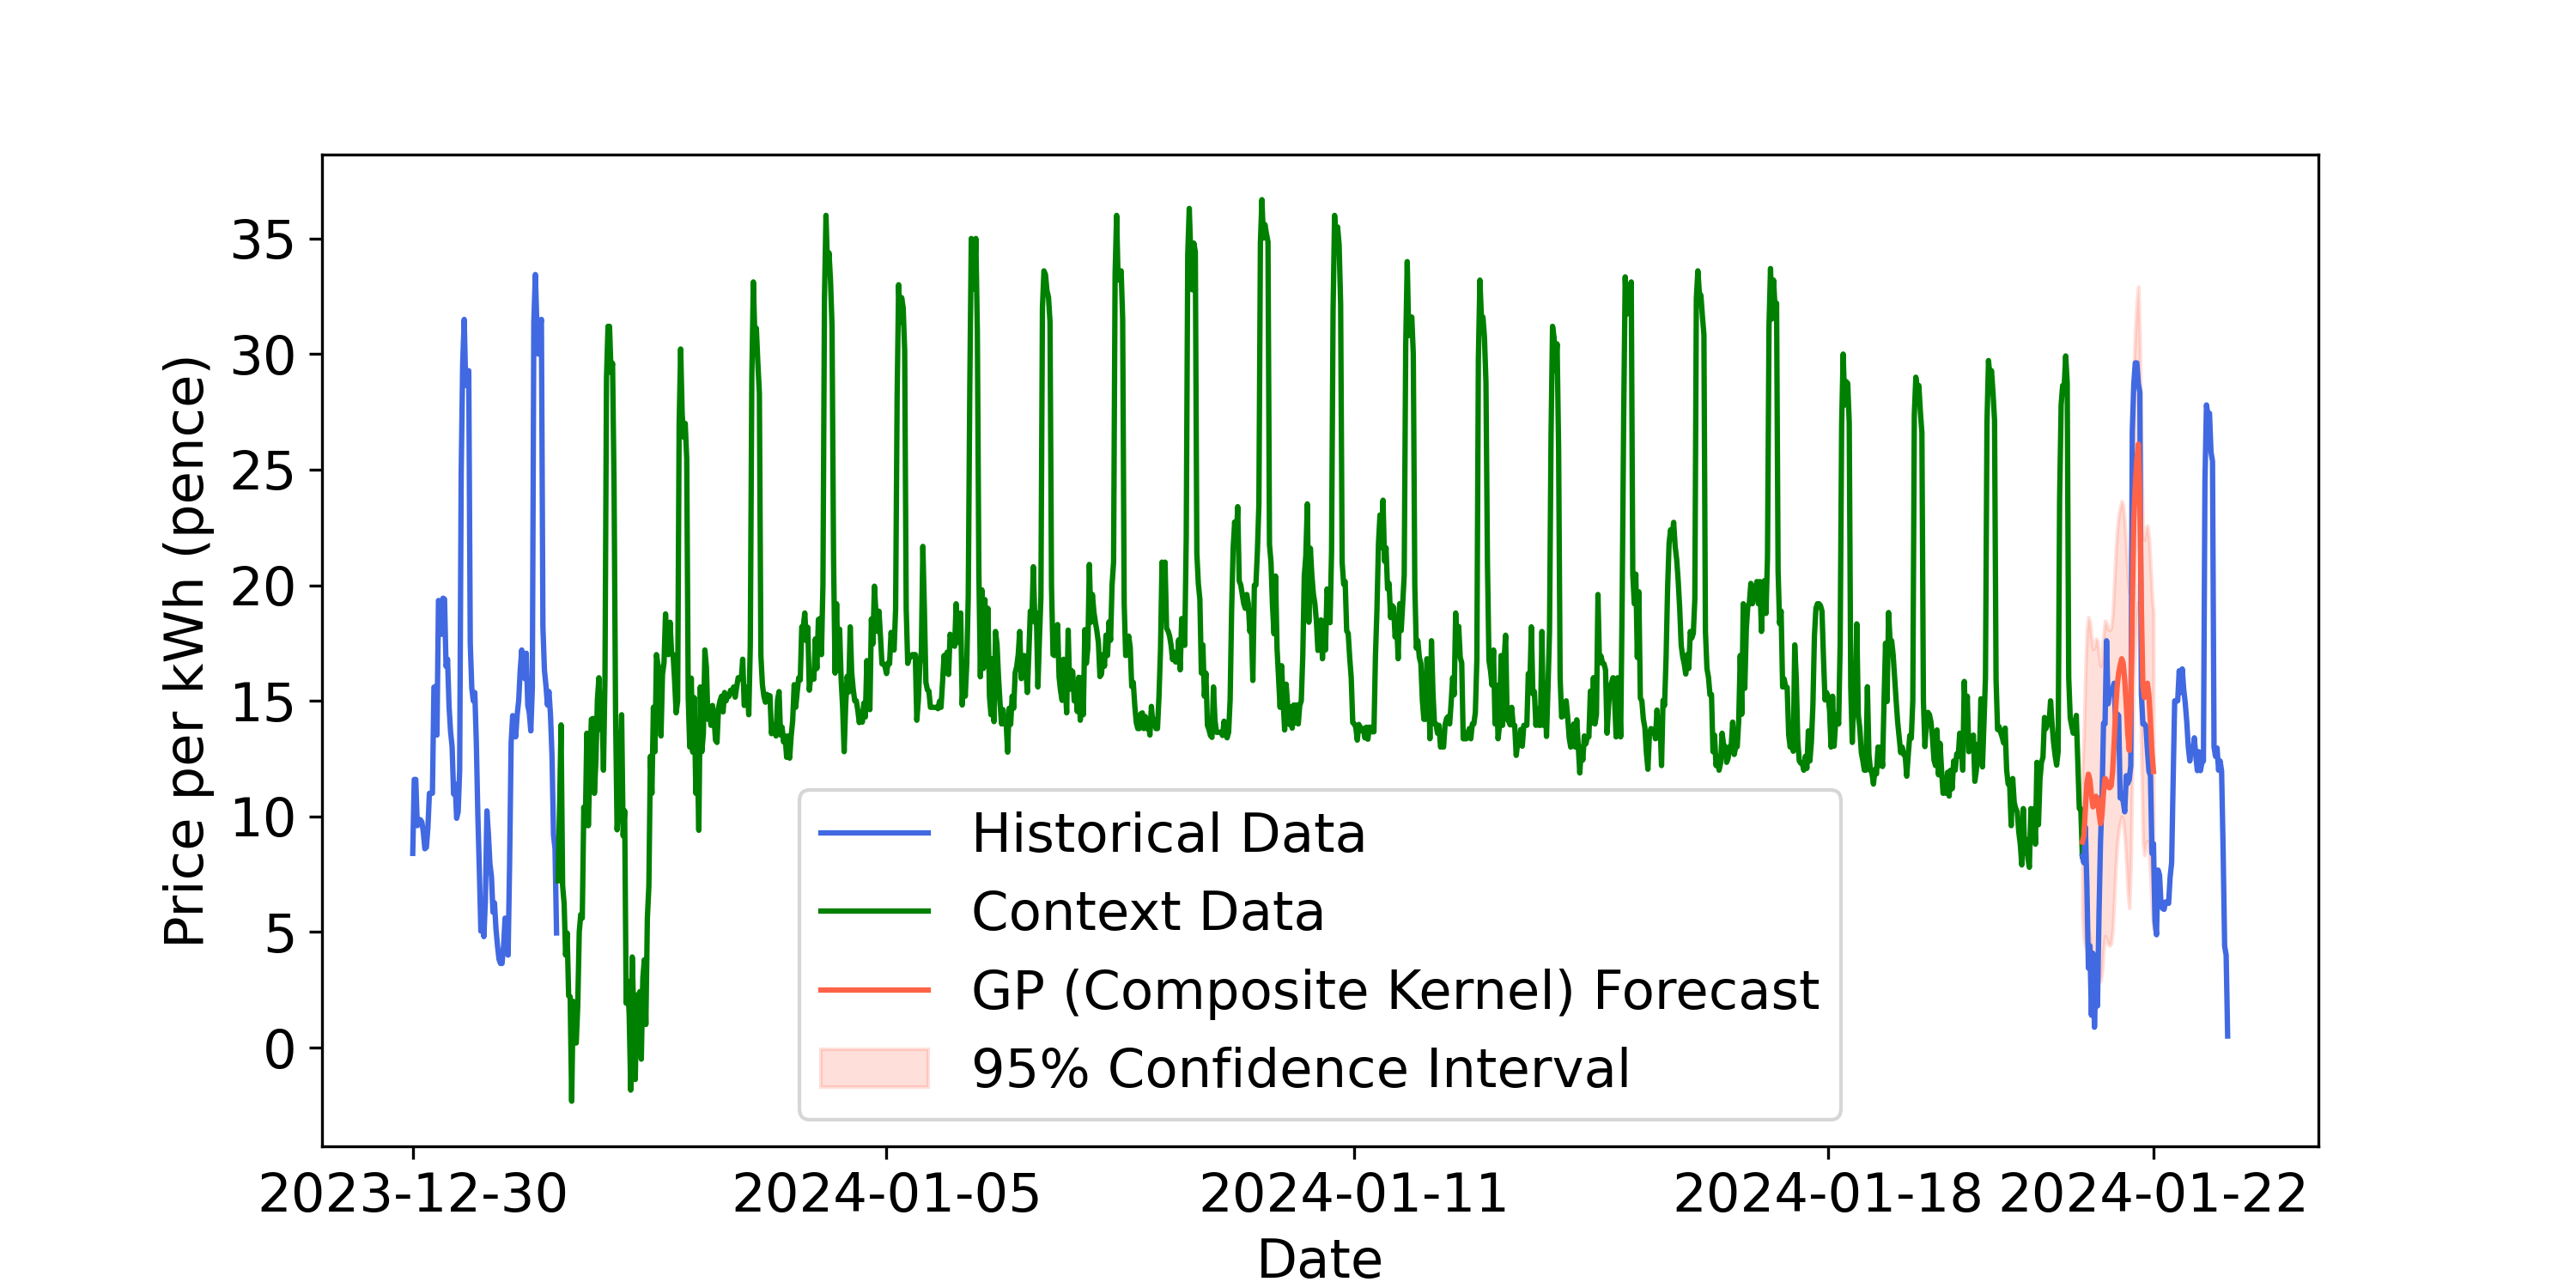 Price per kWh (pence)
35
30
25
20
15
10
5
0
Historical Data
Context Data
GP (Composite Kernel) Forecast
95% Confidence Interval
2023-12-30 2024-01-05 2024-01-11 2024-01-18 2024-01-22
Date